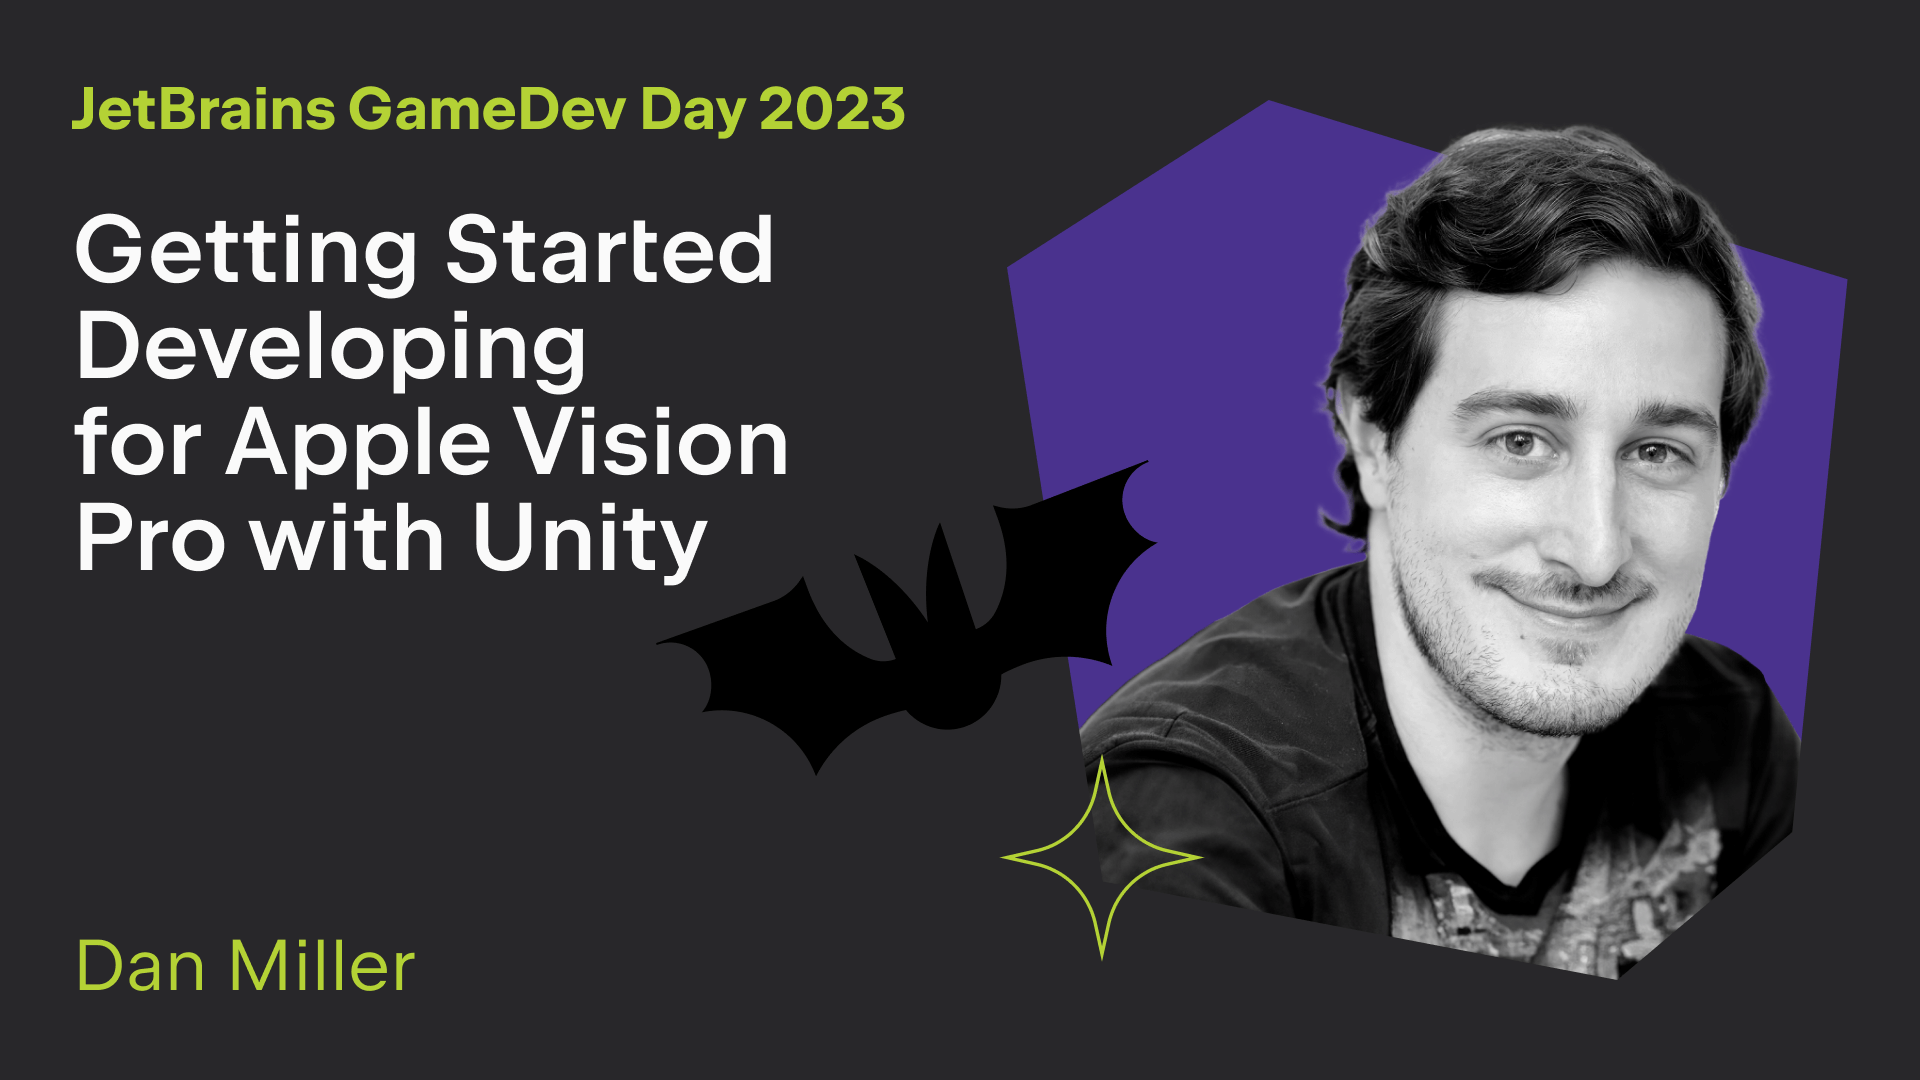 JetBrains GameDev Day 2023
Getting Started
Developing
for Apple Vision
Pro with Unity
Dan Miller